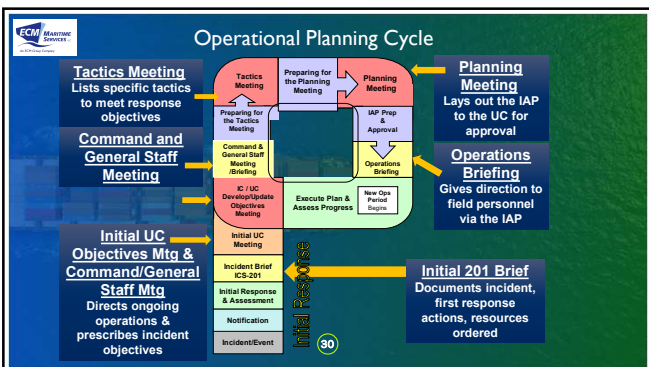 ECM MARITIME
SERVICES
An ECM Group Company
Operational Planning Cycle
Tactics Meeting
Lists specific tactics
to meet response
objectives
Command and
General Staff
Meeting
Initial UC
Objectives Mtg &
Command/General
Staff Mtg
Directs ongoing
operations &
prescribes incident
objectives
Tactics
Meeting
Preparing for
the Planning
Meeting
Planning
Meeting
Preparing for
the Tactics
Meeting
IAP Prep
&
Approval
Command &
General Staff
Meeting
/Briefing
Operations
Briefing
IC / UC
Develop/Update
Objectives
Meeting
Execute Plan &
Assess Progress
New Ops
Period
Begins
Initial UC
Meeting
Incident Brief
ICS-201
Initial Response
& Assessment
Notification
Incident/Event
Initial Response
30
Planning
Meeting
Lays out the IAP
to the UC for
approval
Operations
Briefing
Gives direction to
field personnel
via the IAP
Initial 201 Brief
Documents incident,
first response
actions, resources
ordered